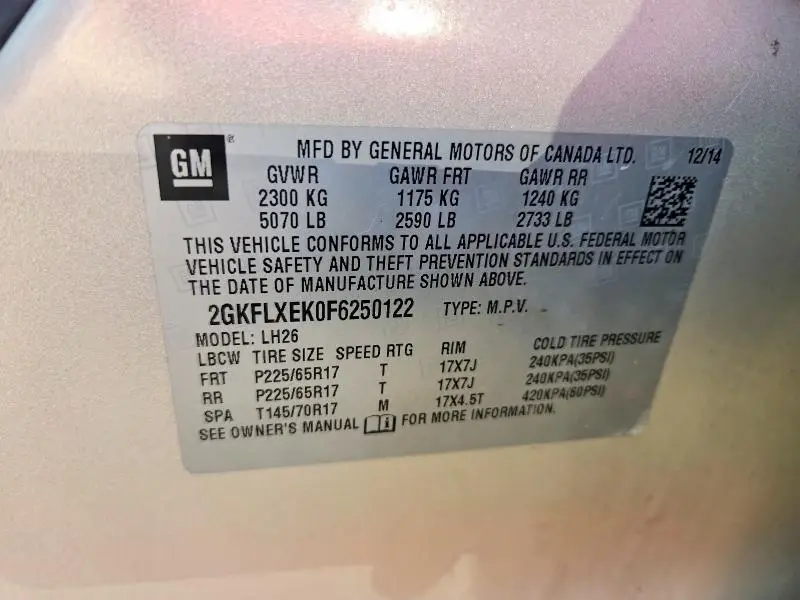 GM ® MFD BY GENERAL MOTORS OF CANADA LTD. 12/14
GVWR GAWR FRT GAWR RR
2300 KG 1175 KG 1240 KG
5070 LB 2590 LB 2733 LB
THIS VEHICLE CONFORMS TO ALL APPLICABLE U.S. FEDERAL MOTOR
VEHICLE SAFETY AND THEFT PREVENTION STANDARDS IN EFFECT ON
THE DATE OF MANUFACTURE SHOWN ABOVE.
2GKFLXEK0F6250122 TYPE: M.P.V.
MODEL: LH26
LBCW TIRE SIZE SPEED RTG RIM COLD TIRE PRESSURE
FRT P225/65R17 T 17X7J 240KPA(35PSI)
RR P225/65R17 T 17X7J 240KPA(35PSI)
SPA T145/70R17 M 17X4.5T 420KPA(60PSI)
SEE OWNER'S MANUAL i FOR MORE INFORMATION.